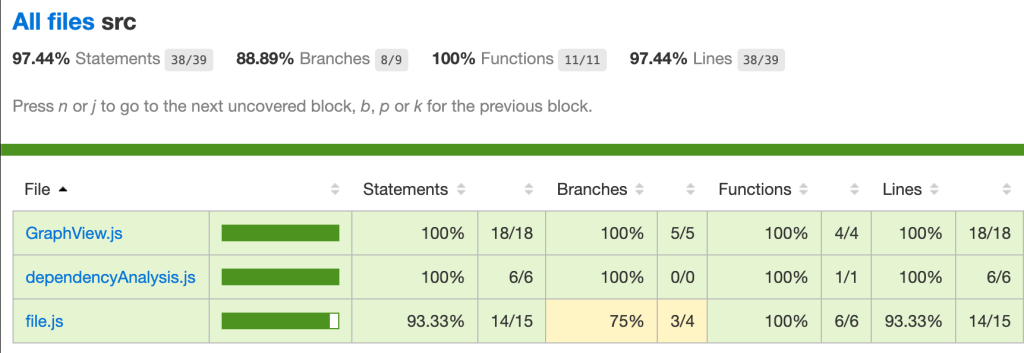 All files src
97.44% Statements 38/39 88.89% Branches 8/9 100% Functions 11/11 97.44% Lines 38/39
Press n or j to go to the next uncovered block, b, p or k for the previous block.
File Statements Branches Functions Lines
GraphView.js 100% 18/18 100% 5/5 100% 4/4 100% 18/18
dependencyAnalysis.js 100% 6/6 100% 0/0 100% 1/1 100% 6/6
file.js 93.33% 14/15 75% 3/4 100% 6/6 93.33% 14/15